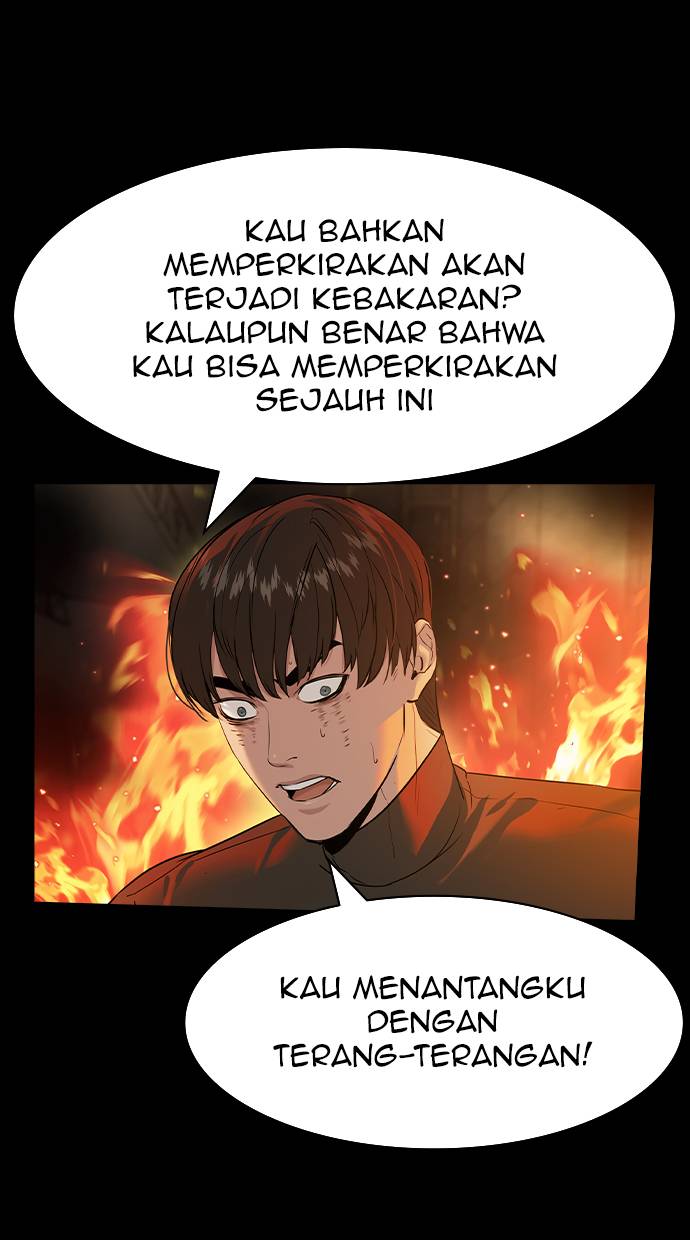 KAU BAHKAN
MEMPERKIRAKAN AKAN
TERJADI KEBAKARAN?
KALAUPUN BENAR BAHWA
KAU BISA MEMPERKIRAKAN
SEJAUH INI
KAU MENANTANGKU
DENGAN
TERANG-TERANGAN!